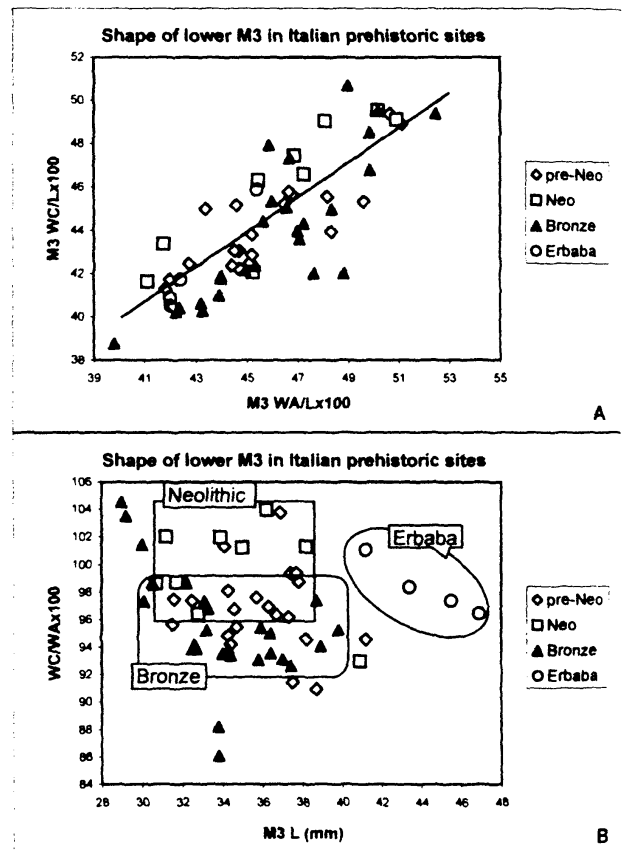 Shape of lower M3 in Italian prehistoric sites
M3 WC/Lx100
52
50
48
46
44
42
40
38
39 41 43 45 47 49 51 53 55
M3 WA/Lx100
pre-Neo
Neo
Bronze
Erbaba
A
Shape of lower M3 in Italian prehistoric sites
WC/WAx100
106
104
102
100
98
96
94
92
90
88
86
84
Neolithic
Erbaba
Bronze
28 30 32 34 36 38 40 42 44 46 48
M3 L (mm)
pre-Neo
Neo
Bronze
Erbaba
B